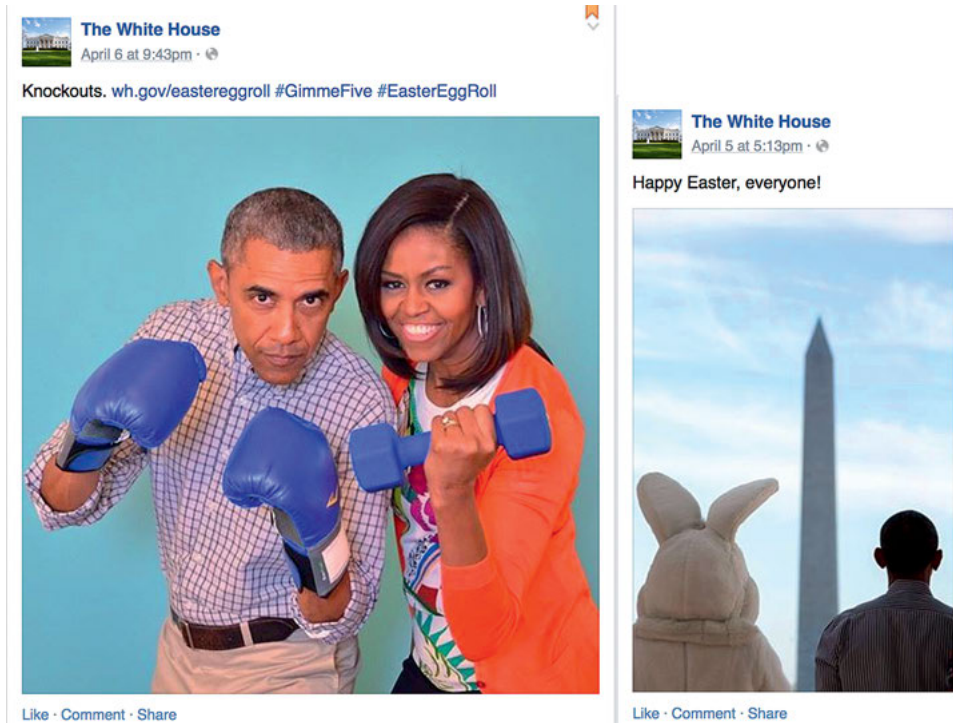 The White House
April 6 at 9:43pm ·
Knockouts. wh.gov/eastereggroll #GimmeFive #EasterEggRoll
Like · Comment · Share
The White House
April 5 at 5:13pm ·
Happy Easter, everyone!
Like · Comment · Share